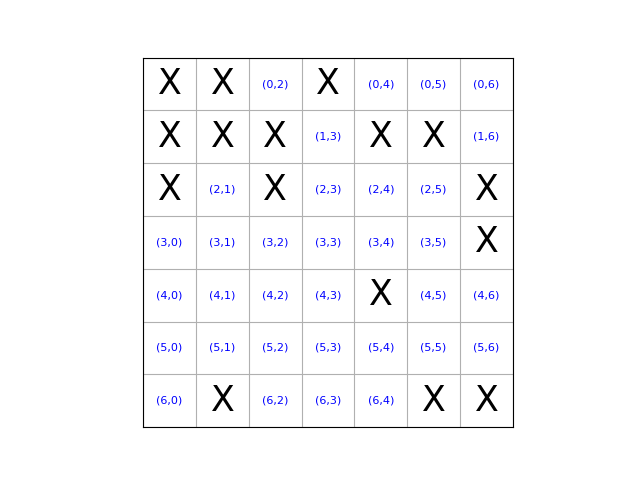 X X (0,2) X (0,4) (0,5) (0,6)
X X X (1,3) X X (1,6)
X (2,1) X (2,3) (2,4) (2,5) X
(3,0) (3,1) (3,2) (3,3) (3,4) (3,5) X
(4,0) (4,1) (4,2) (4,3) X (4,5) (4,6)
(5,0) (5,1) (5,2) (5,3) (5,4) (5,5) (5,6)
(6,0) X (6,2) (6,3) (6,4) X X